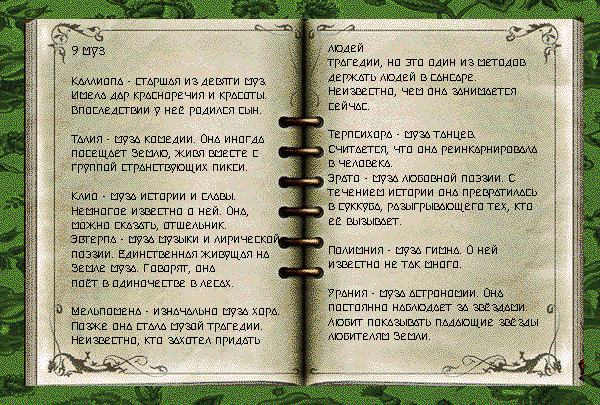 9 муз
Каллиопа - старшая из девяти муз.
Имела дар красноречия и красоты.
Впоследствии у неё родился сын.
Талия - муза комедии. Она иногда
посещает Землю, живя вместе с
группой странствующих пикси.
Клио - муза истории и славы.
Немногое известно о ней. Она,
можно сказать, отшельник.
Эвтерпа - муза музыки и лирической
поэзии. Единственная живущая на
Земле муза. Говорят, она
поёт в одиночестве в лесах.
Мельпомена - изначально муза хора.
Позже она стала музой трагедии.
Неизвестно, кто захотел придать
людей
трагедии, но это один из методов
держать людей в сансаре.
Неизвестно, чем она занимается
сейчас.
Терпсихора - муза танцев.
Считается, что она реинкарнировала
в человека.
Эрато - муза любовной поэзии. С
течением истории она превратилась
в суккуба, разыгрывающего тех, кто
её вызывает.
Полимния - муза гимна. О ней
известно не так много.
Урания - муза астрономии. Она
постоянно наблюдает за звёздами.
Любит показывать падающие звёзды
любителям Земли.